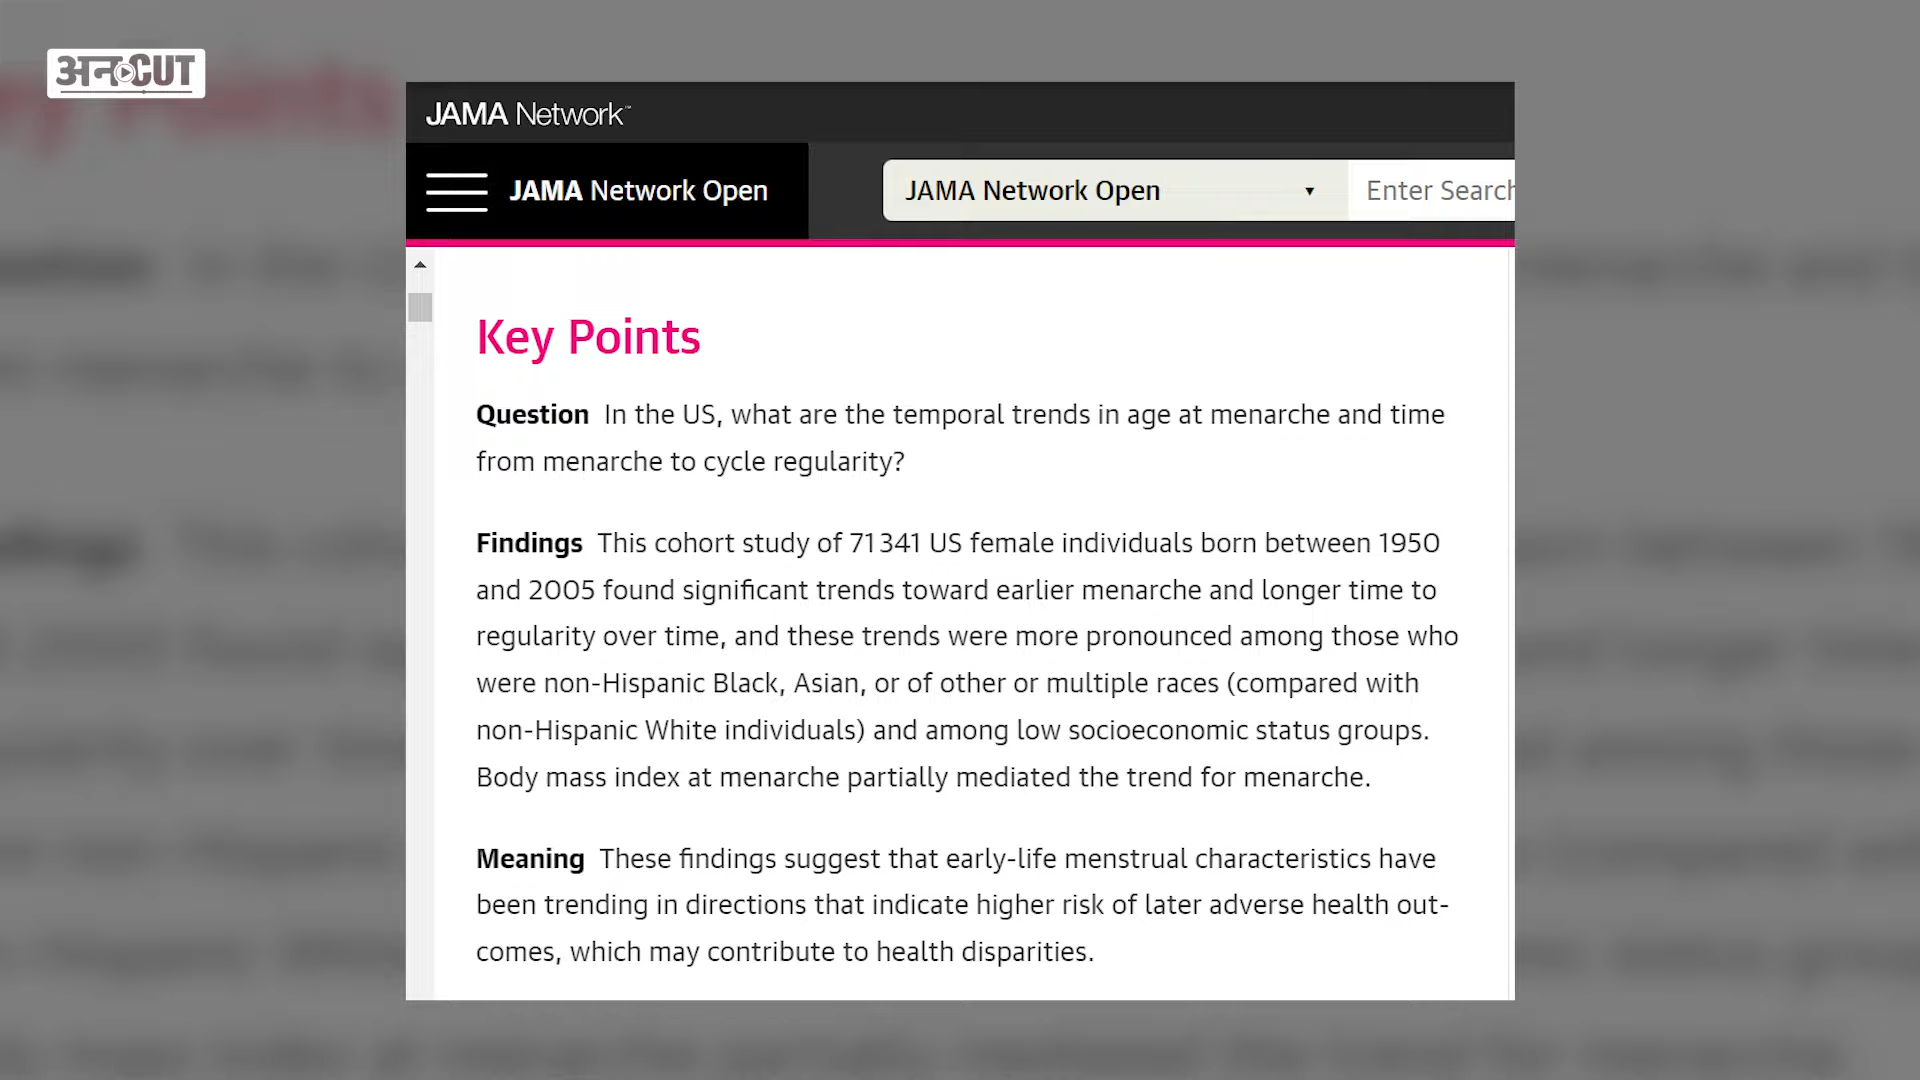 अनCUT
JAMA Network™
JAMA Network Open
JAMA Network Open
Enter Search
Key Points
Question In the US, what are the temporal trends in age at menarche and time
from menarche to cycle regularity?
Findings This cohort study of 71 341 US female individuals born between 1950
and 2005 found significant trends toward earlier menarche and longer time to
regularity over time, and these trends were more pronounced among those who
were non-Hispanic Black, Asian, or of other or multiple races (compared with
non-Hispanic White individuals) and among low socioeconomic status groups.
Body mass index at menarche partially mediated the trend for menarche.
Meaning These findings suggest that early-life menstrual characteristics have
been trending in directions that indicate higher risk of later adverse health out-
comes, which may contribute to health disparities.